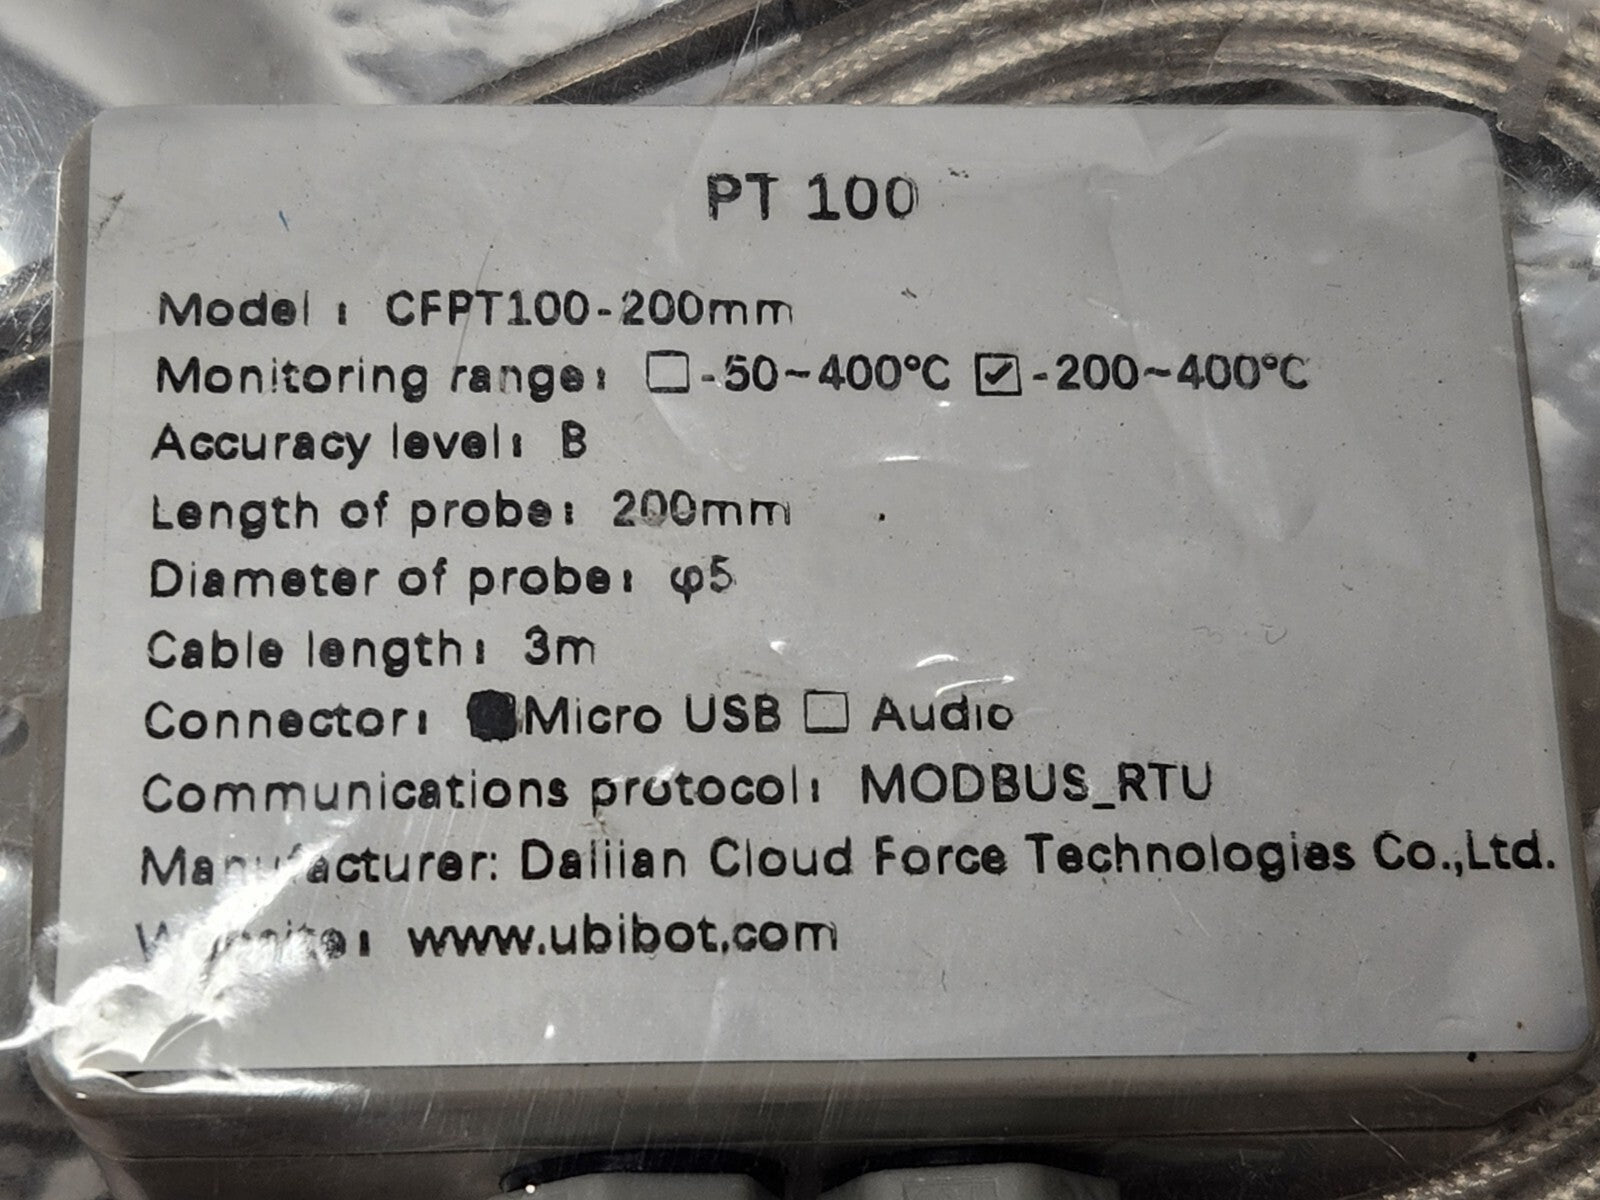 PT 100
Model: CFPT100-200mm
Monitoring range: ☐-50~400°C ☑-200~400°C
Accuracy level: B
Length of probe: 200mm
Diameter of probe: φ5
Cable length: 3m
Connector: ■Micro USB ☐ Audio
Communications protocol: MODBUS_RTU
Manufacturer: Daliian Cloud Force Technologies Co.,Ltd.
Website: www.ubibot.com